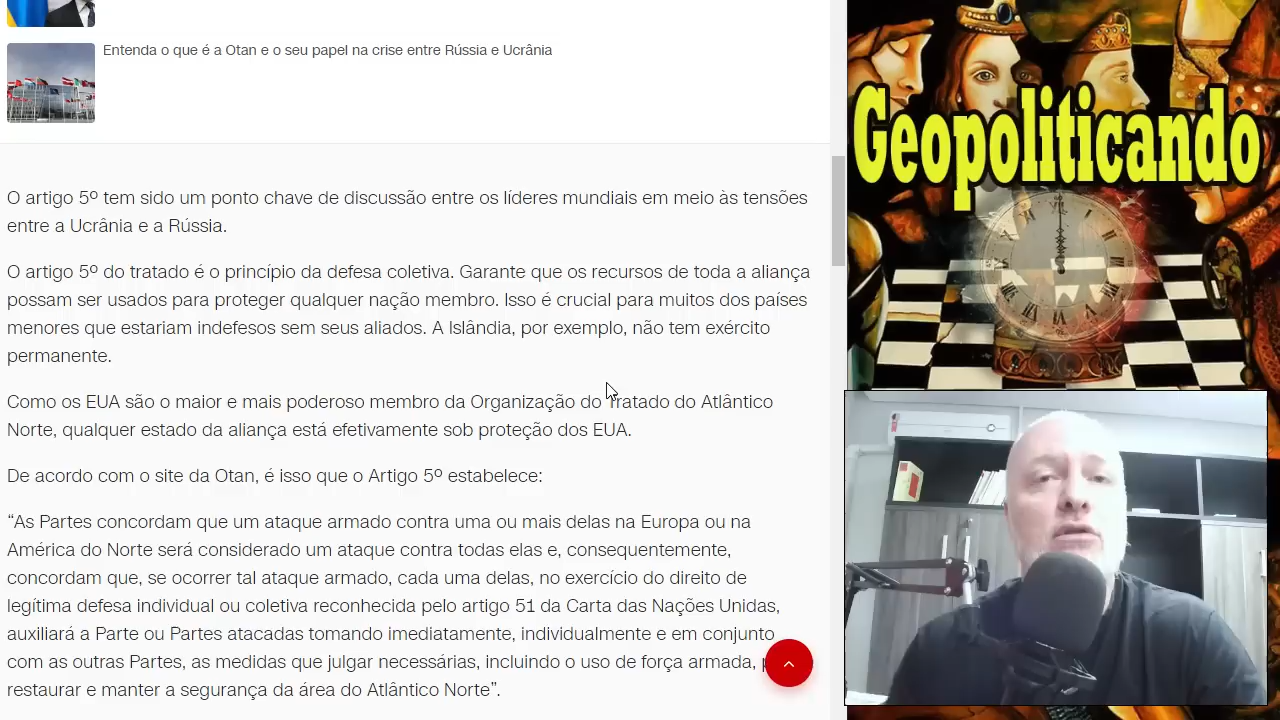 Entenda o que é a Otan e o seu papel na crise entre Rússia e Ucrânia
Geopoliticando
O artigo 5º tem sido um ponto chave de discussão entre os líderes mundiais em meio às tensões
entre a Ucrânia e a Rússia.
O artigo 5º do tratado é o princípio da defesa coletiva. Garante que os recursos de toda a aliança
possam ser usados para proteger qualquer nação membro. Isso é crucial para muitos dos países
menores que estariam indefesos sem seus aliados. A Islândia, por exemplo, não tem exército
permanente.
Como os EUA são o maior e mais poderoso membro da Organização do Tratado do Atlântico
Norte, qualquer estado da aliança está efetivamente sob proteção dos EUA.
De acordo com o site da Otan, é isso que o Artigo 5º estabelece:
“As Partes concordam que um ataque armado contra uma ou mais delas na Europa ou na
América do Norte será considerado um ataque contra todas elas e, consequentemente,
concordam que, se ocorrer tal ataque armado, cada uma delas, no exercício do direito de
legítima defesa individual ou coletiva reconhecida pelo artigo 51 da Carta das Nações Unidas,
auxiliará a Parte ou Partes atacadas tomando imediatamente, individualmente e em conjunto
com as outras Partes, as medidas que julgar necessárias, incluindo o uso de força armada,
restaurar e manter a segurança da área do Atlântico Norte”.